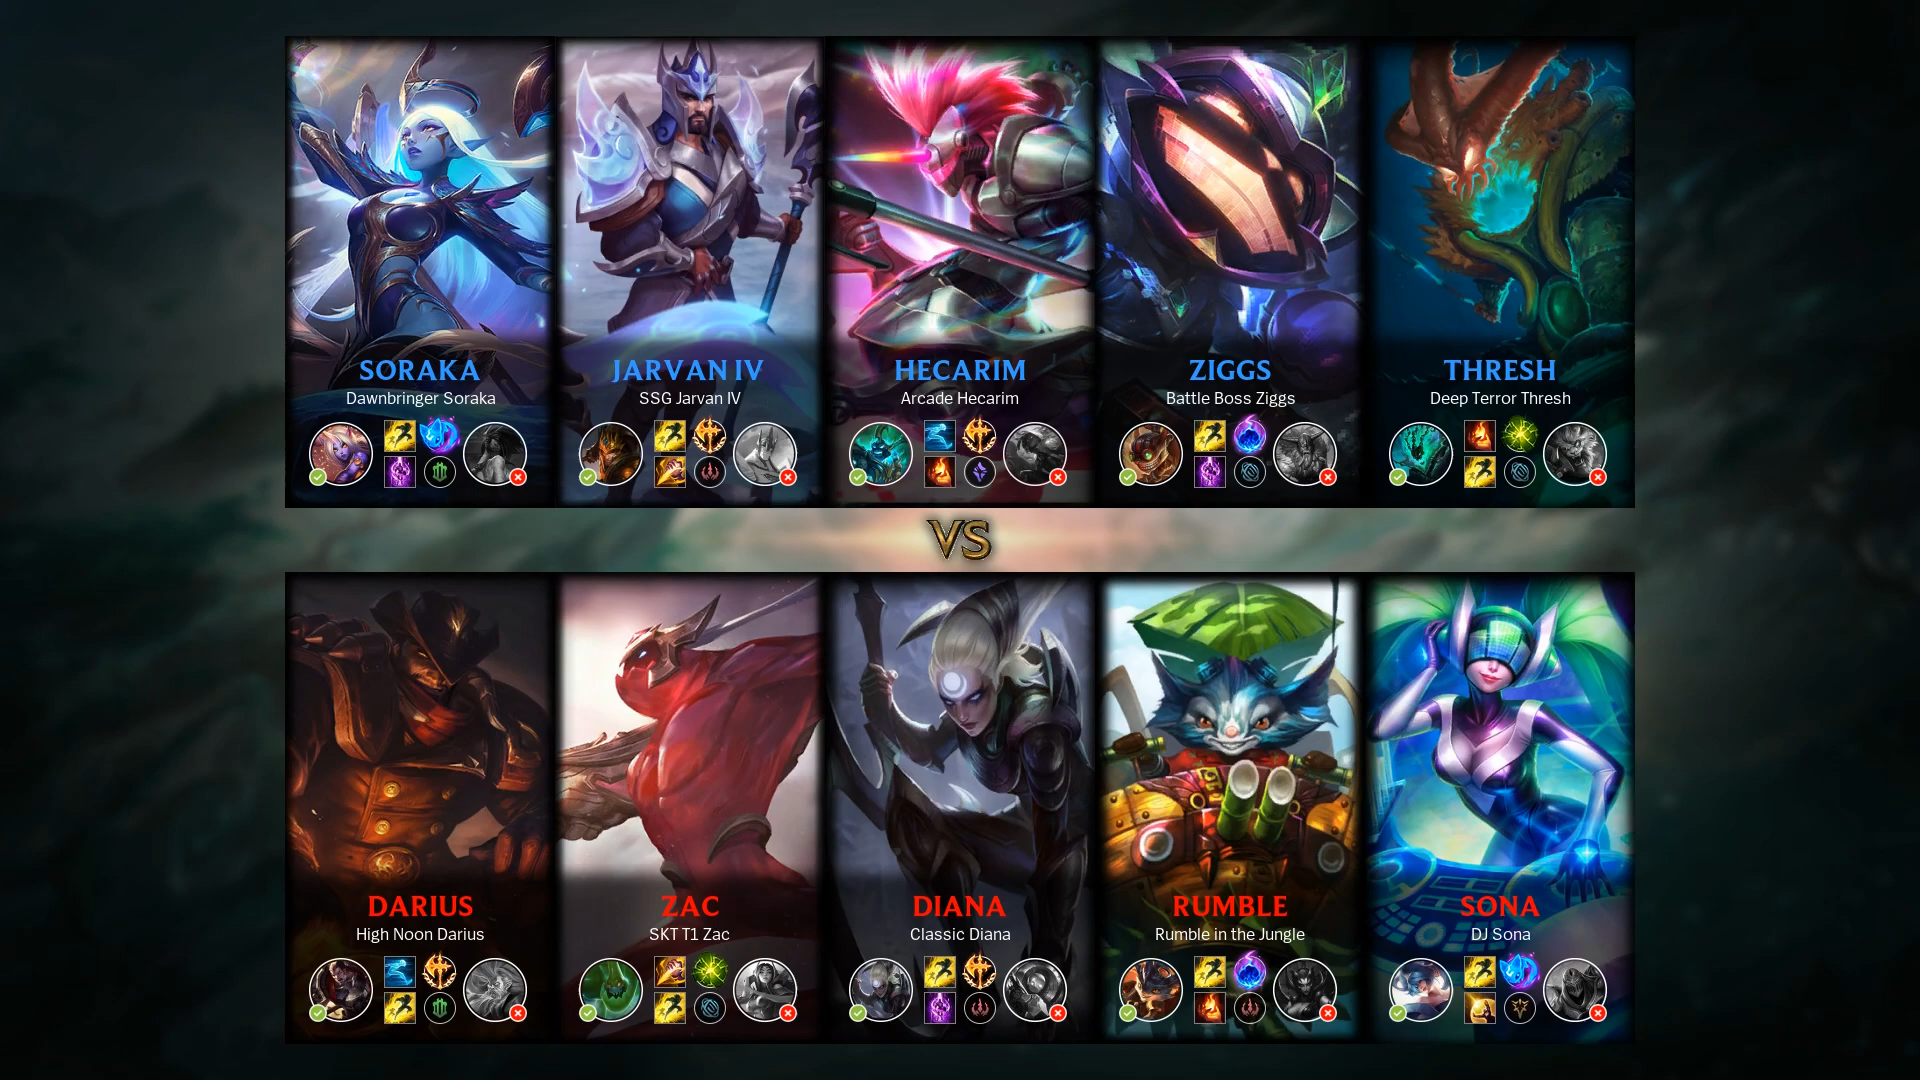 SORAKA
Dawnbringer Soraka
JARVAN IV
SSG Jarvan IV
HECARIM
Arcade Hecarim
ZIGGS
Battle Boss Ziggs
THRESH
Deep Terror Thresh
VS
DARIUS
High Noon Darius
ZAC
SKT T1 Zac
DIANA
Classic Diana
RUMBLE
Rumble in the Jungle
SONA
DJ Sona